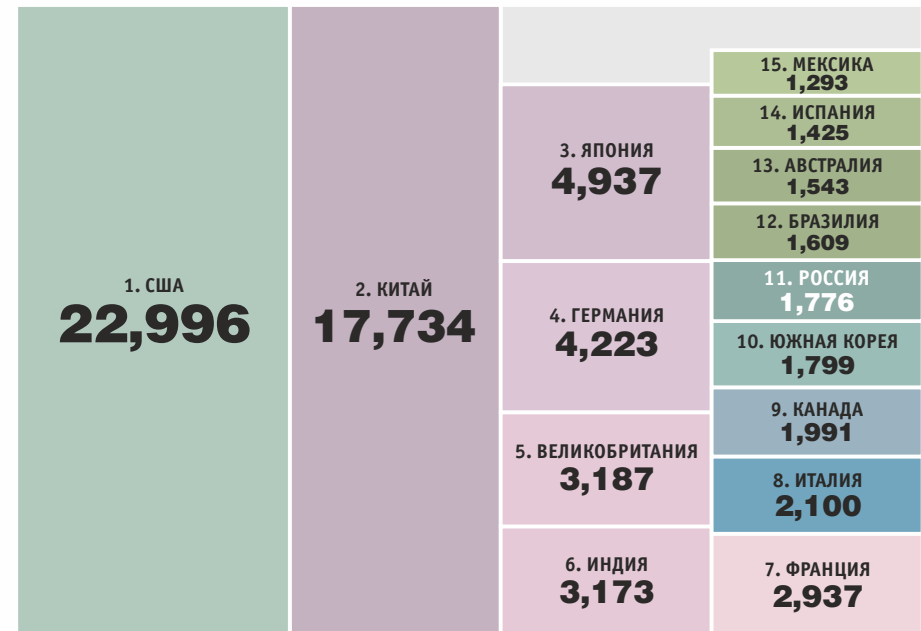 1. США
22,996
2. КИТАЙ
17,734
3. ЯПОНИЯ
4,937
4. ГЕРМАНИЯ
4,223
5. ВЕЛИКОБРИТАНИЯ
3,187
6. ИНДИЯ
3,173
15. МЕКСИКА
1,293
14. ИСПАНИЯ
1,425
13. АВСТРАЛИЯ
1,543
12. БРАЗИЛИЯ
1,609
11. РОССИЯ
1,776
10. ЮЖНАЯ КОРЕЯ
1,799
9. КАНАДА
1,991
8. ИТАЛИЯ
2,100
7. ФРАНЦИЯ
2,937